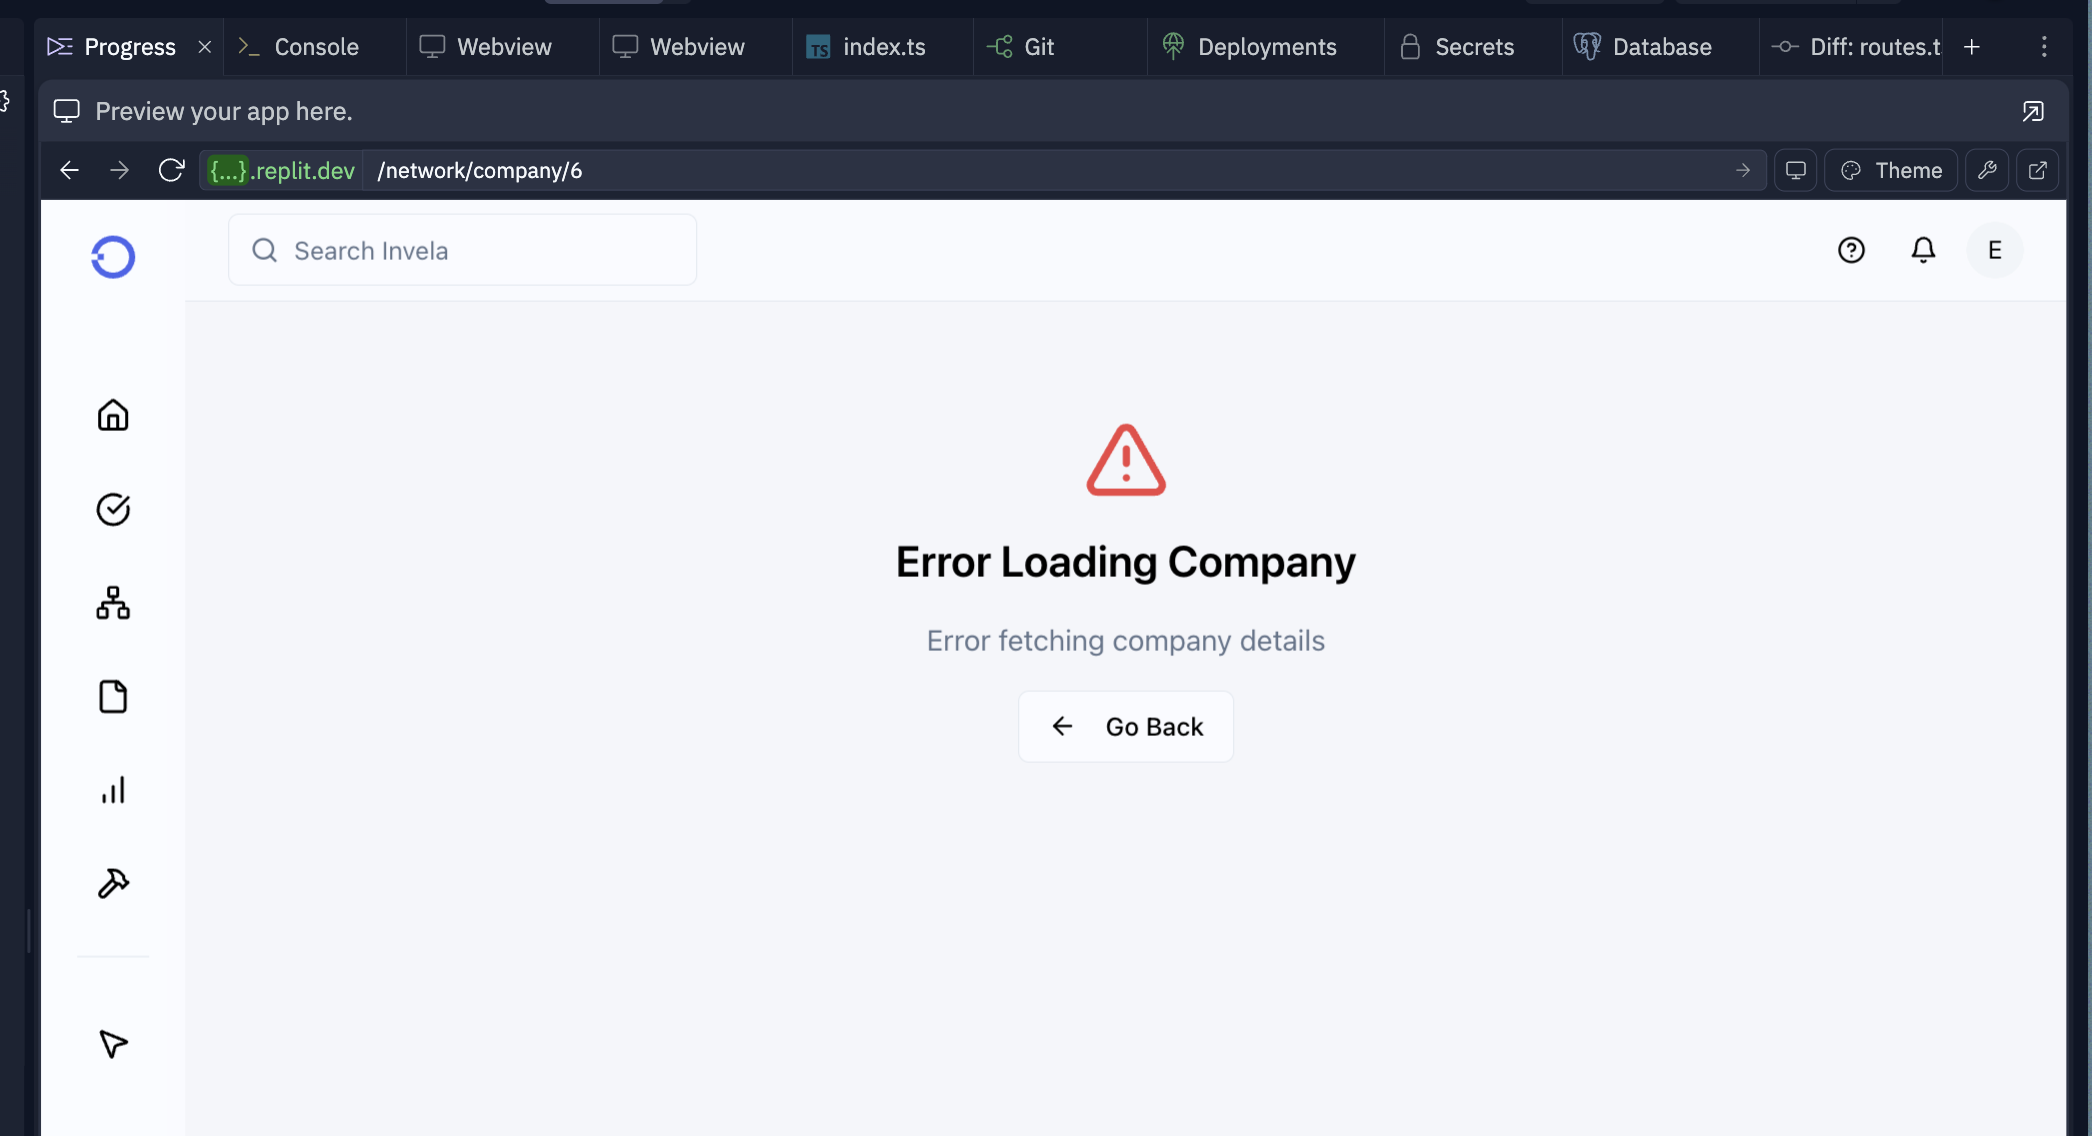 Progress
Console
Webview
Webview
TS index.ts
Git
Deployments
Secrets
Database
Diff: routes.t
Preview your app here.
{...}.replit.dev /network/company/6
Theme
Search Invela
E
Error Loading Company
Error fetching company details
Go Back